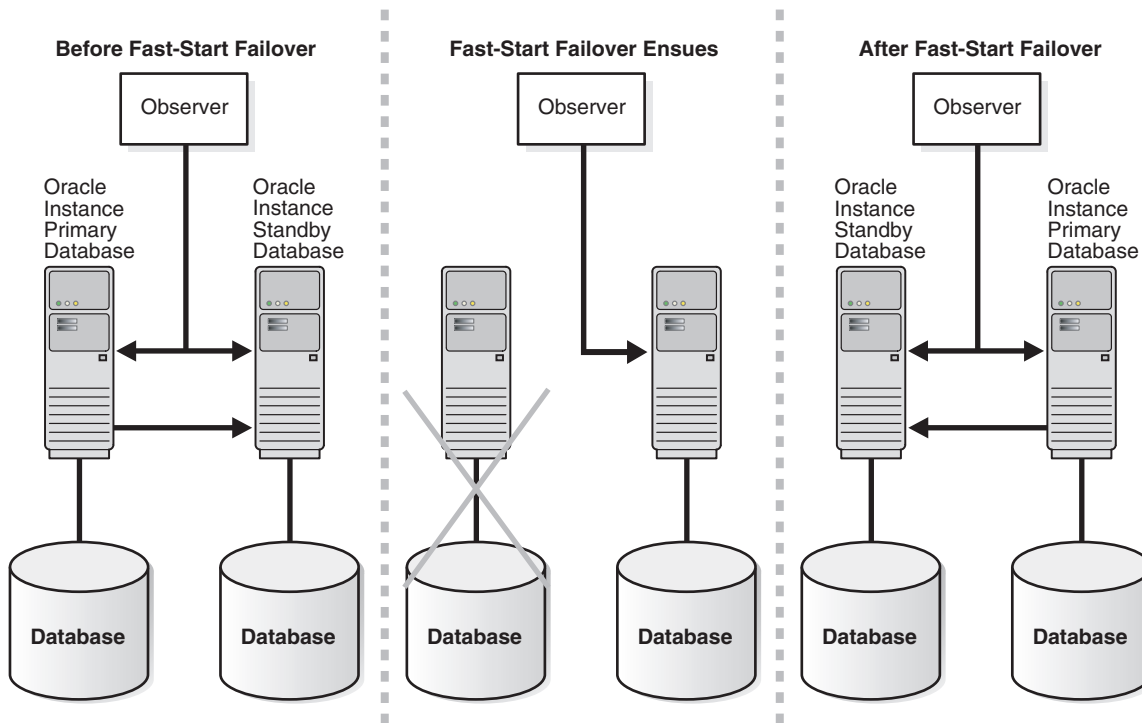 Before Fast-Start Failover
Observer
Oracle
Instance
Primary
Database
Oracle
Instance
Standby
Database
Database
Database
Fast-Start Failover Ensues
Observer
Database
Database
After Fast-Start Failover
Observer
Oracle
Instance
Standby
Database
Oracle
Instance
Primary
Database
Database
Database